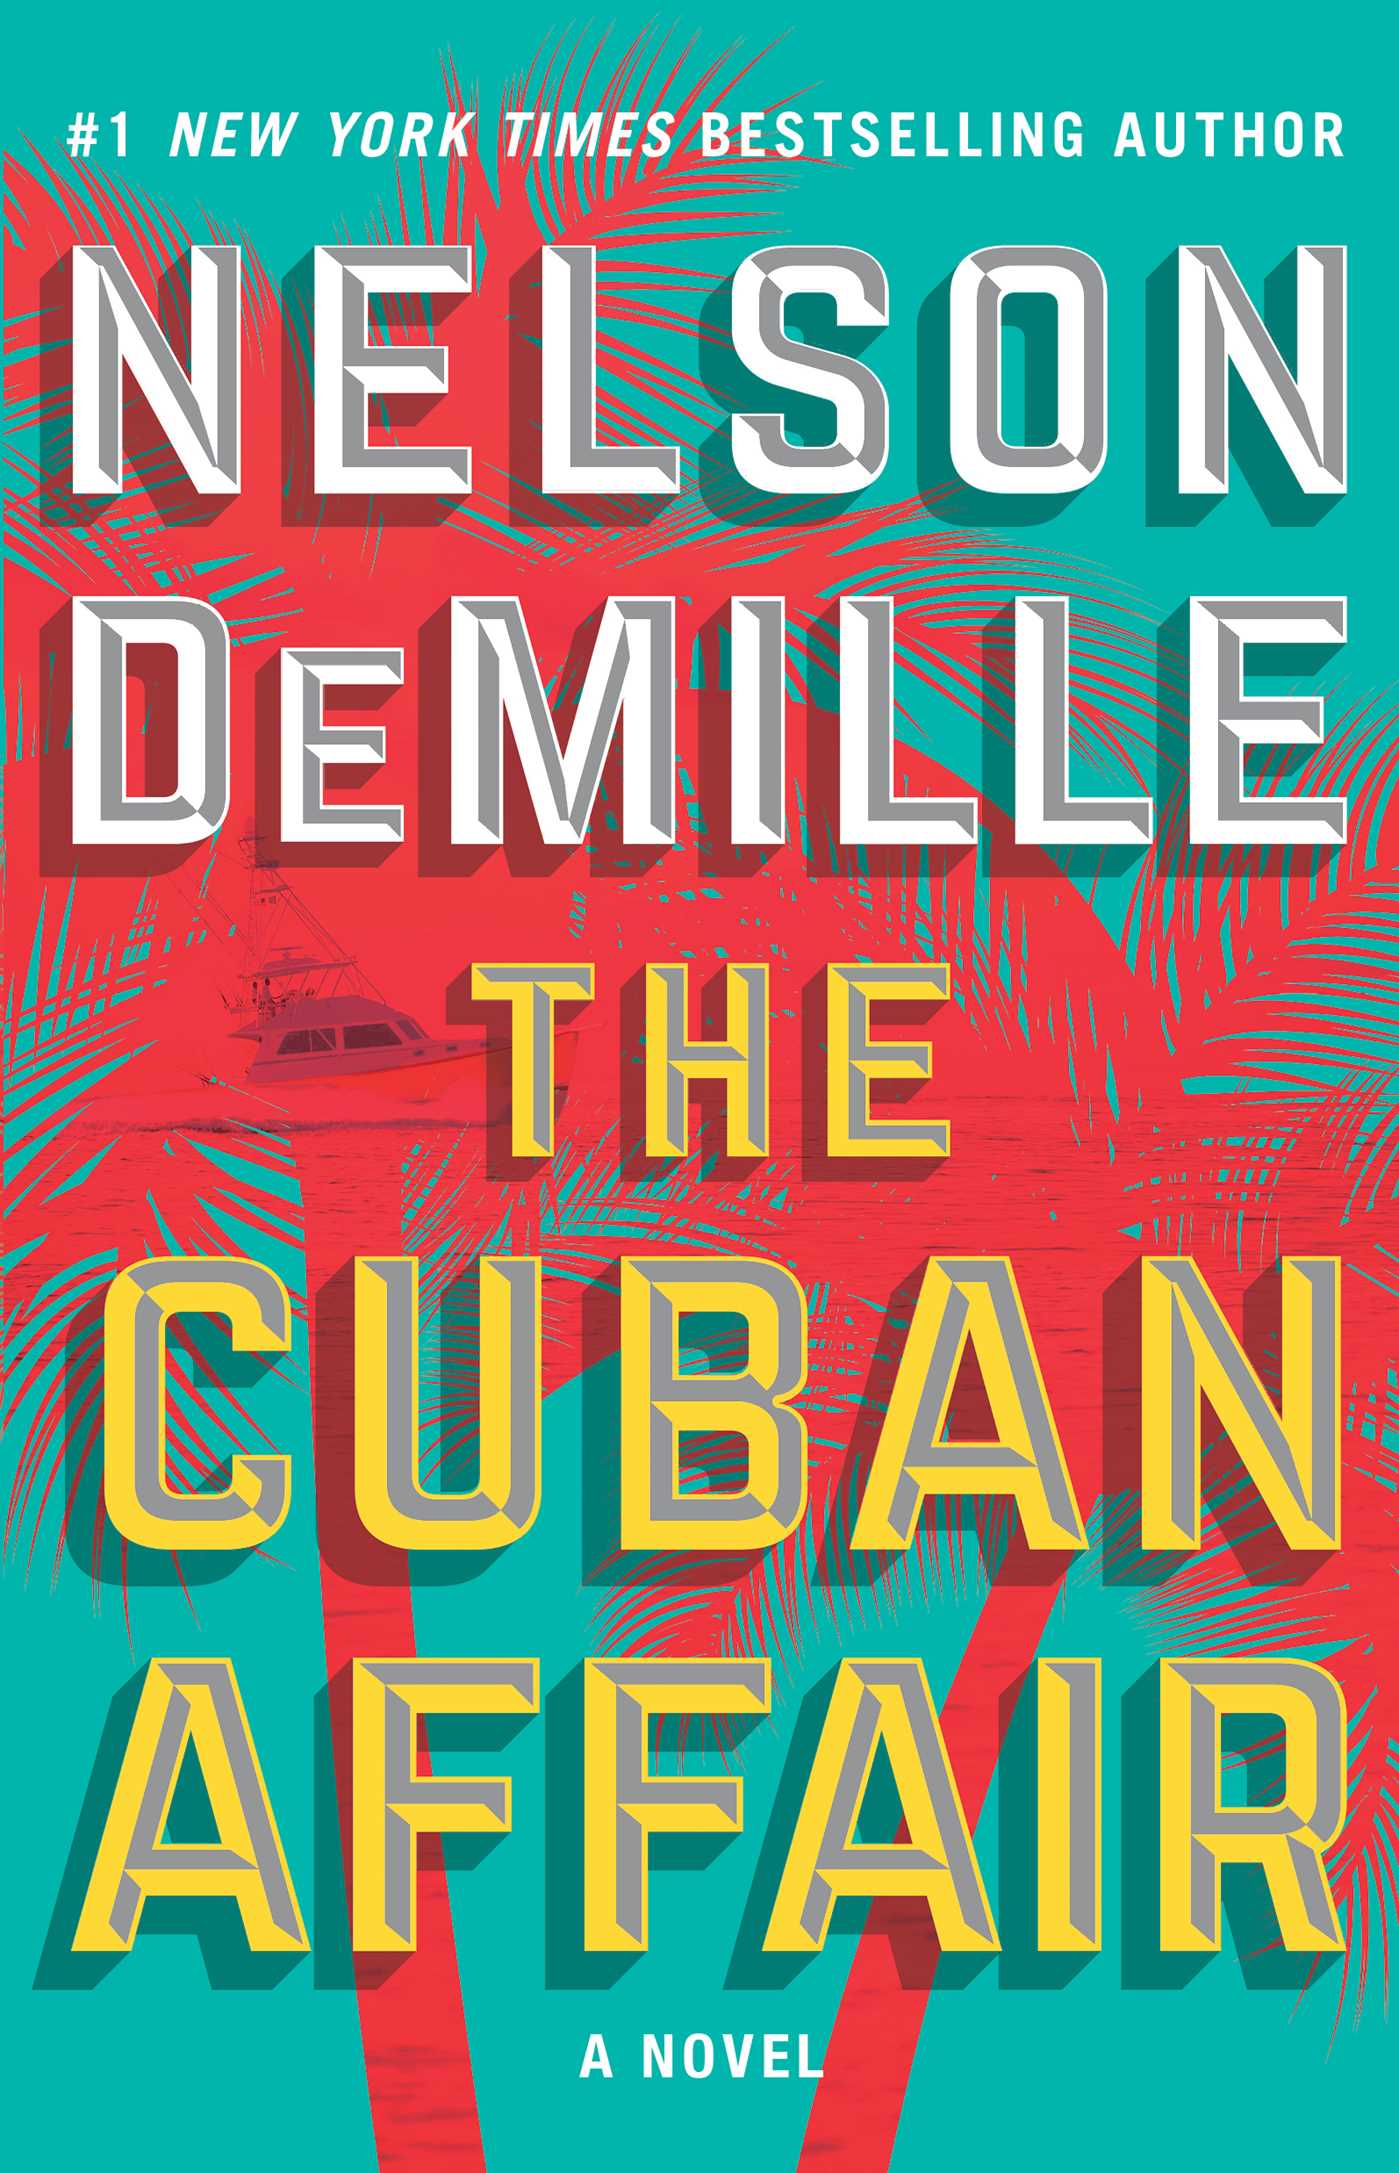 #1 NEW YORK TIMES BESTSELLING AUTHOR
NELSON
DEMILLE
THE
CUBAN
AFFAIR
A NOVEL